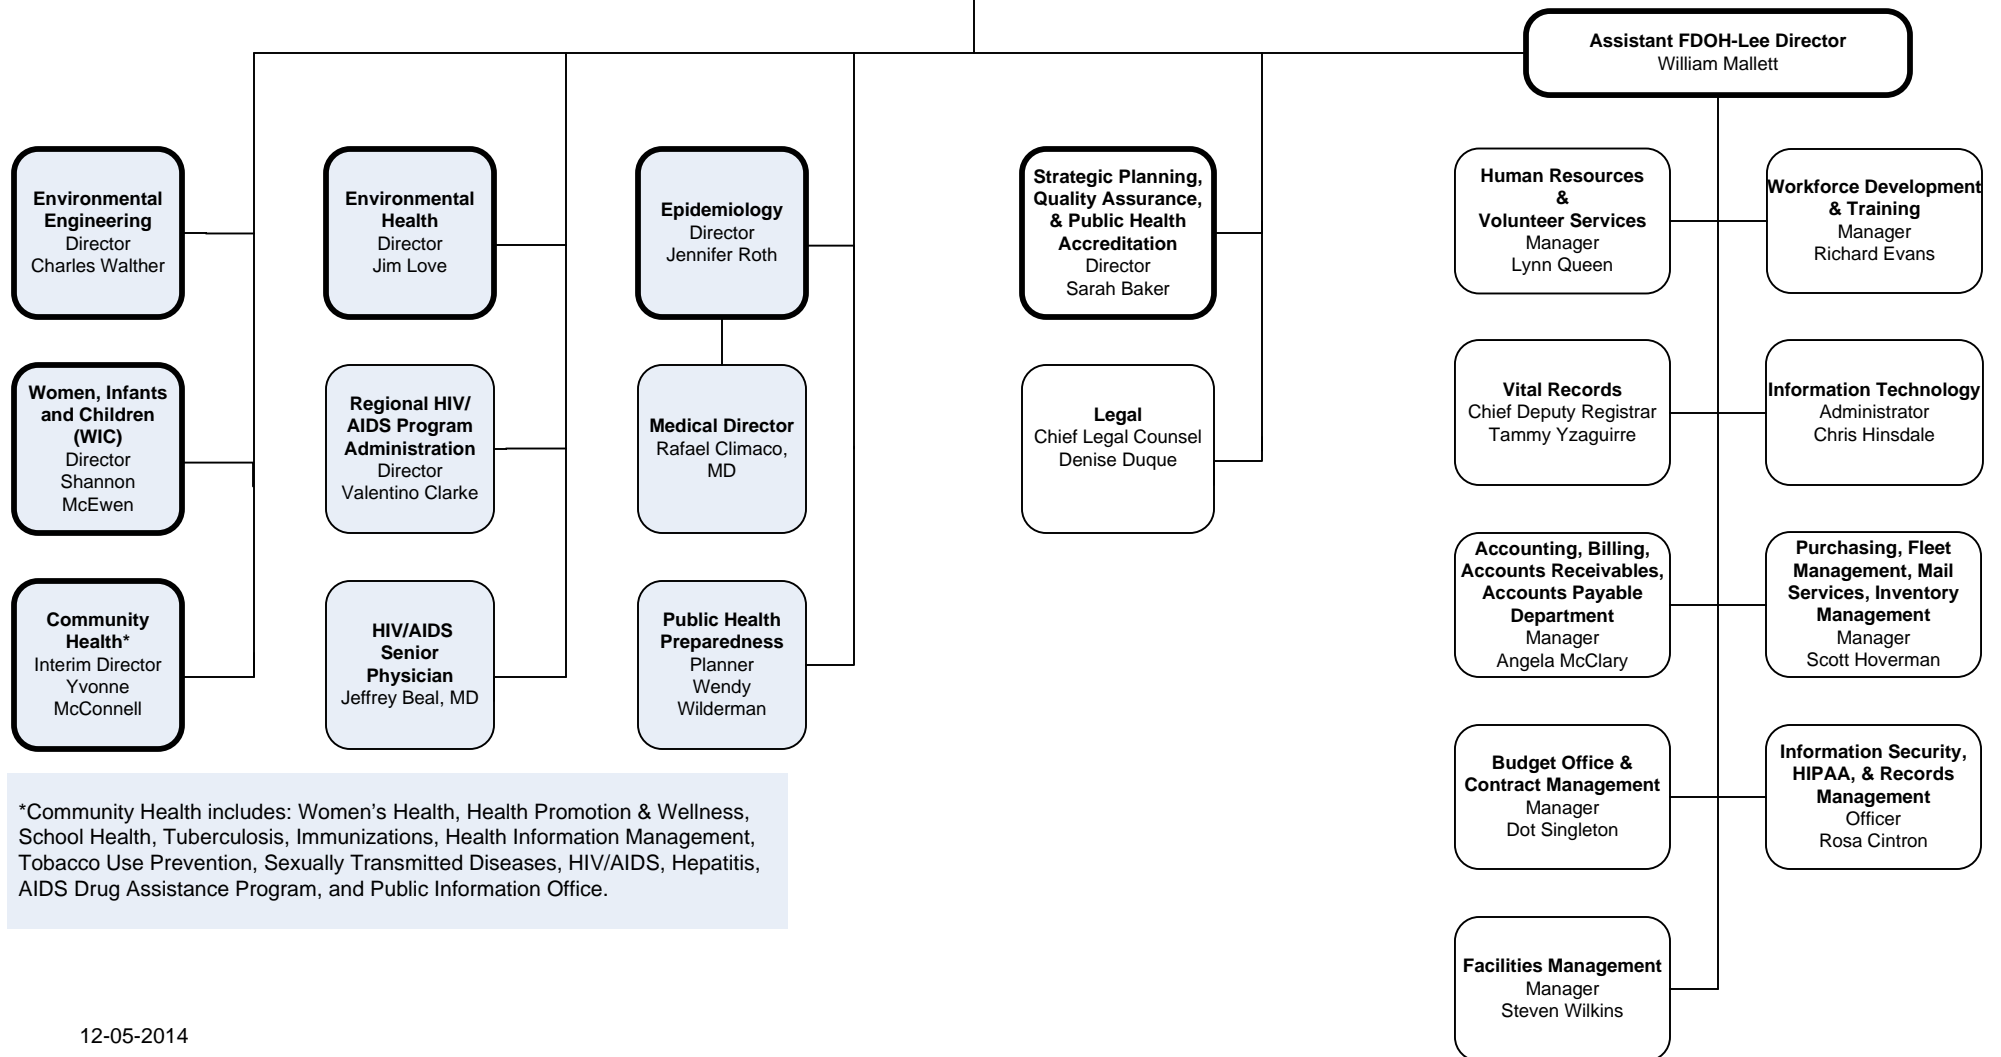 Assistant FDOH-Lee Director
William Mallett
Environmental
Engineering
Director
Charles Walther
Environmental
Health
Director
Jim Love
Epidemiology
Director
Jennifer Roth
Strategic Planning,
Quality Assurance,
& Public Health
Accreditation
Director
Sarah Baker
Human Resources
&
Volunteer Services
Manager
Lynn Queen
Workforce Development
& Training
Manager
Richard Evans
Women, Infants
and Children
(WIC)
Director
Shannon
McEwen
Regional HIV/
AIDS Program
Administration
Director
Valentino Clarke
Medical Director
Rafael Climaco,
MD
Legal
Chief Legal Counsel
Denise Duque
Vital Records
Chief Deputy Registrar
Tammy Yzaguirre
Information Technology
Administrator
Chris Hinsdale
Community
Health*
Interim Director
Yvonne
McConnell
HIV/AIDS
Senior
Physician
Jeffrey Beal, MD
Public Health
Preparedness
Planner
Wendy
Wilderman
Accounting, Billing,
Accounts Receivables,
Accounts Payable
Department
Manager
Angela McClary
Purchasing, Fleet
Management, Mail
Services, Inventory
Management
Manager
Scott Hoverman
Budget Office &
Contract Management
Manager
Dot Singleton
Information Security,
HIPAA, & Records
Management
Officer
Rosa Cintron
*Community Health includes: Women's Health, Health Promotion & Wellness,
School Health, Tuberculosis, Immunizations, Health Information Management,
Tobacco Use Prevention, Sexually Transmitted Diseases, HIV/AIDS, Hepatitis,
AIDS Drug Assistance Program, and Public Information Office.
Facilities Management
Manager
Steven Wilkins
12-05-2014